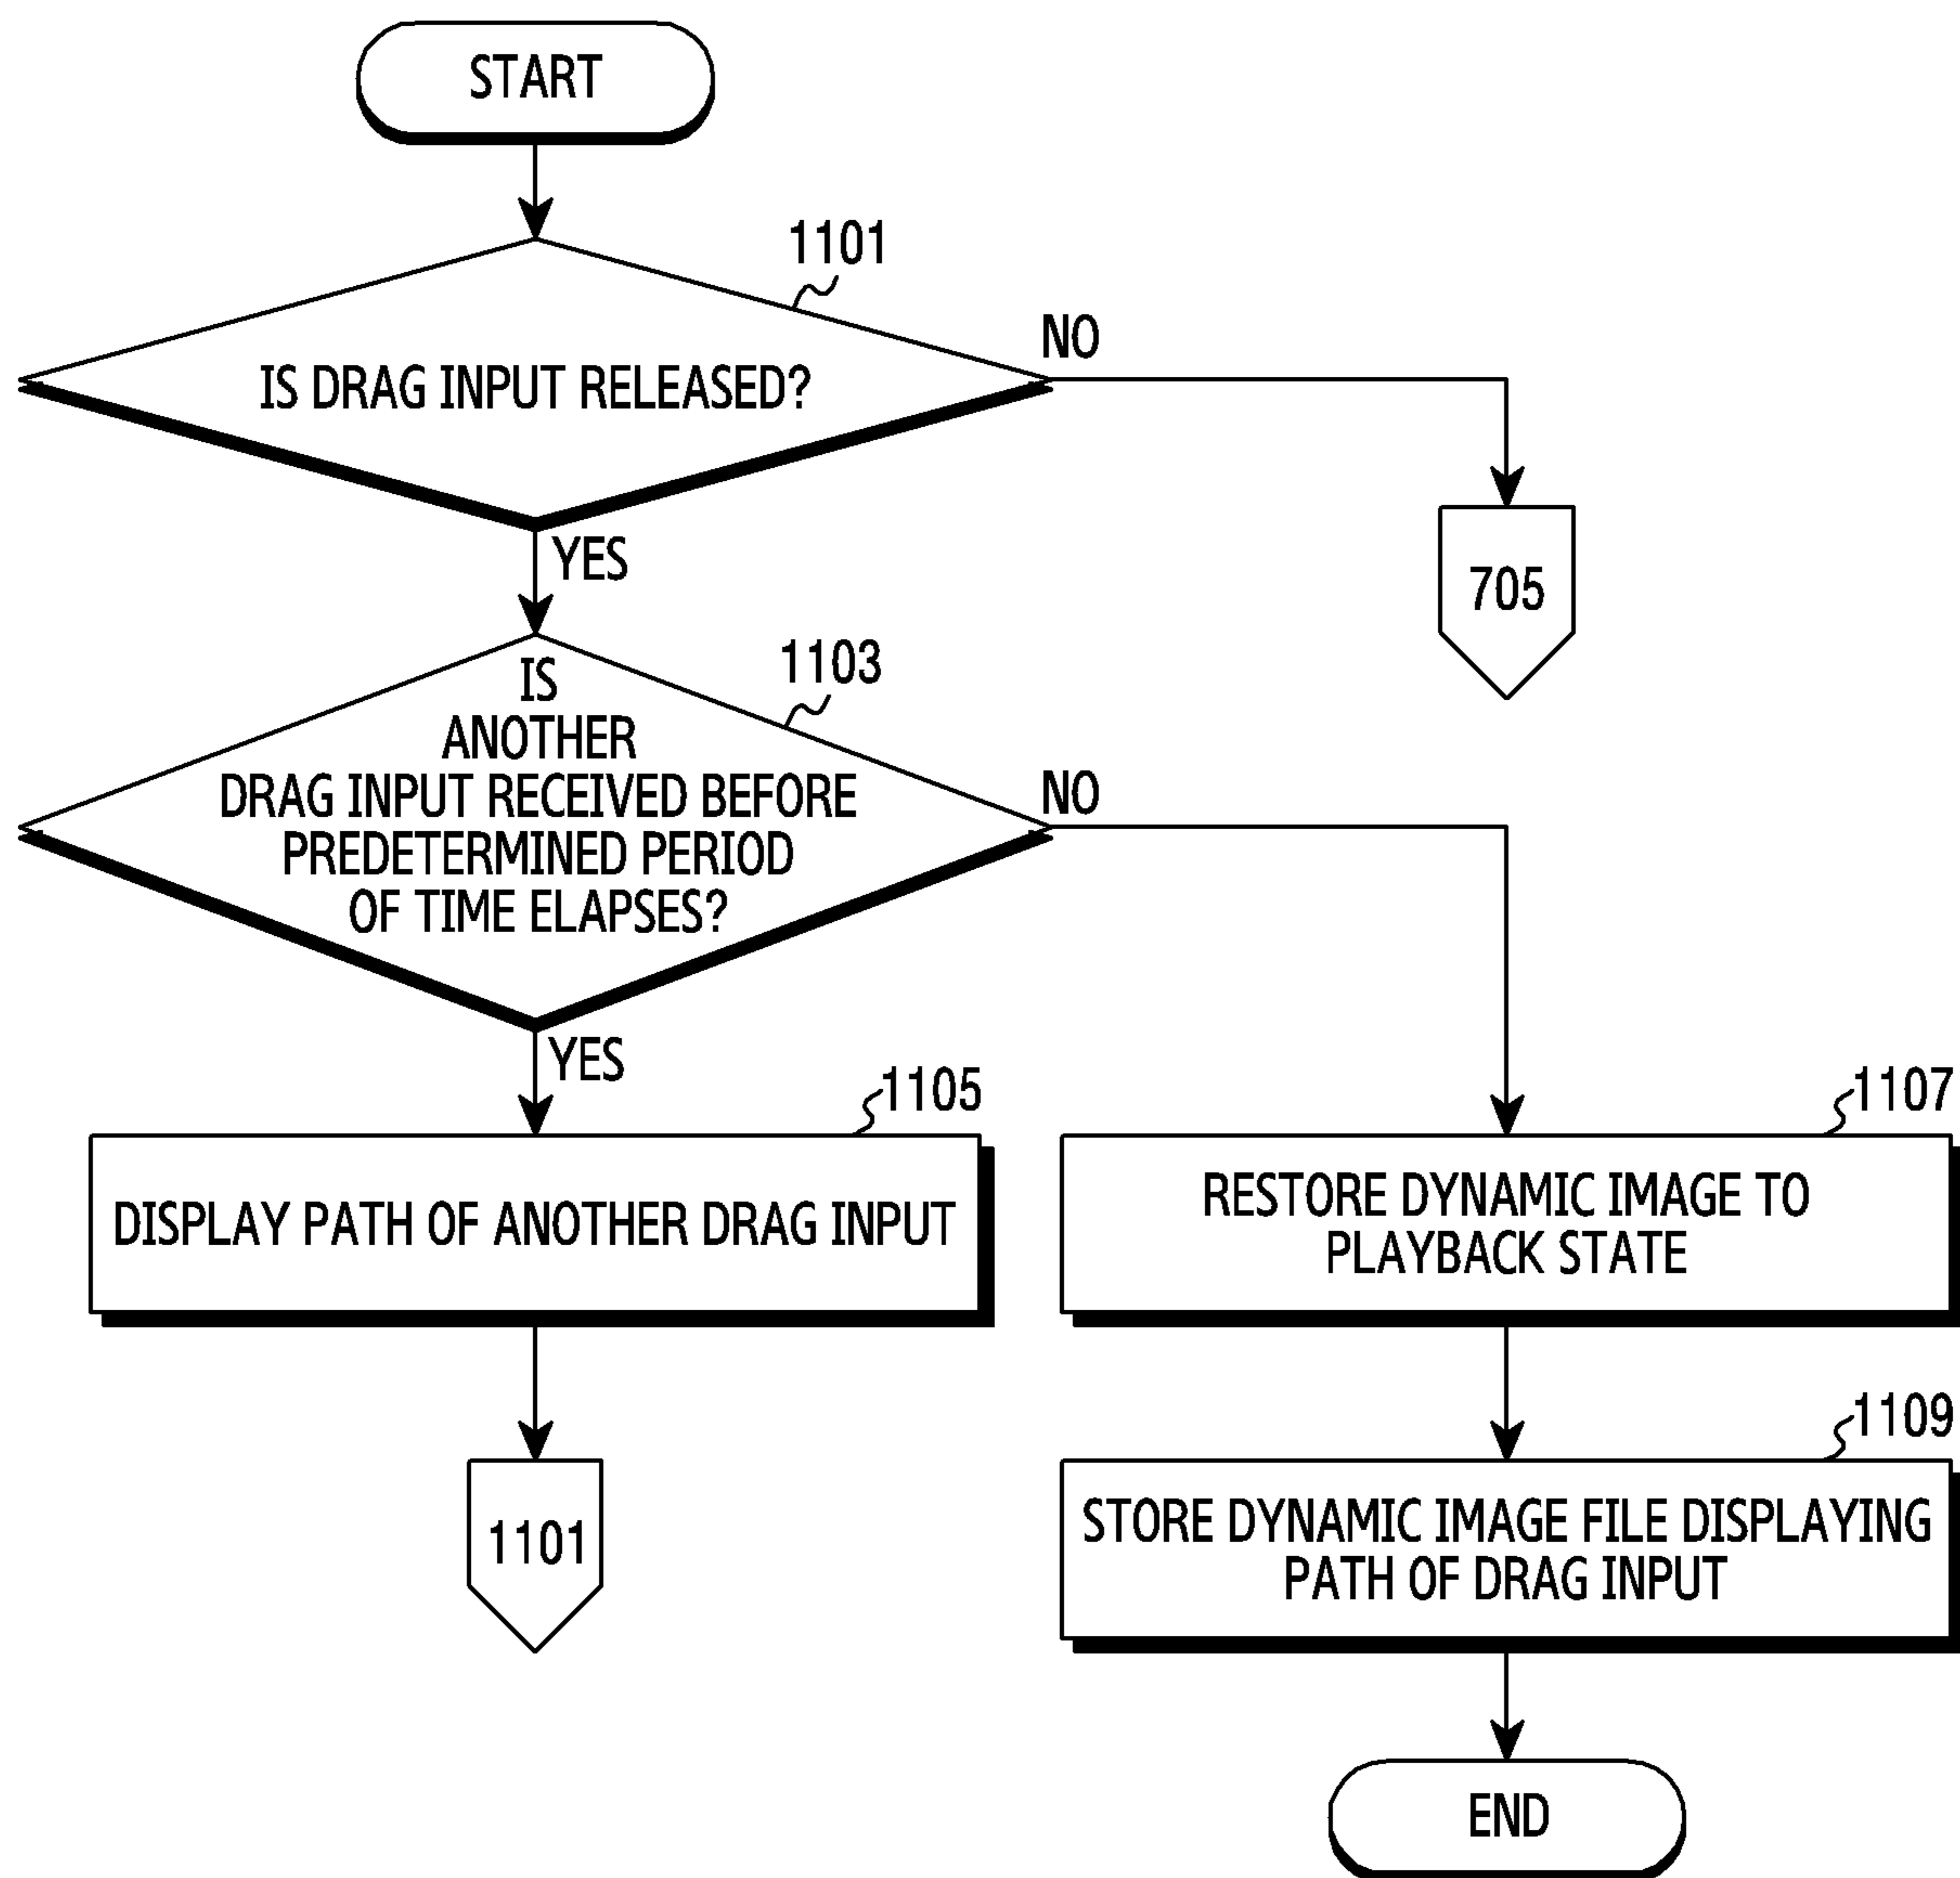 START
1101
IS DRAG INPUT RELEASED?
NO
YES
705
1103
IS
ANOTHER
DRAG INPUT RECEIVED BEFORE
PREDETERMINED PERIOD
OF TIME ELAPSES?
NO
YES
1105
DISPLAY PATH OF ANOTHER DRAG INPUT
1101
1107
RESTORE DYNAMIC IMAGE TO
PLAYBACK STATE
1109
STORE DYNAMIC IMAGE FILE DISPLAYING
PATH OF DRAG INPUT
END